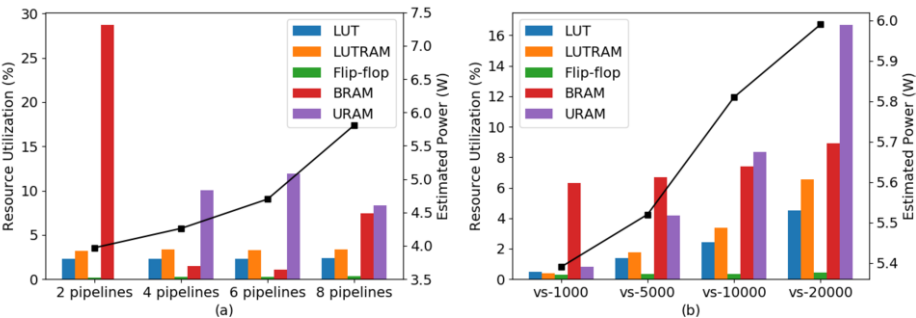 Resource Utilization (%)
30
25
20
15
10
5
0
LUT
LUTRAM
Flip-flop
BRAM
URAM
7.5
7.0
6.5
6.0
5.5
5.0
4.5
4.0
3.5
Estimated Power (W)
2 pipelines 4 pipelines 6 pipelines 8 pipelines
(a)
Resource Utilization (%)
16
14
12
10
8
6
4
2
0
LUT
LUTRAM
Flip-flop
BRAM
URAM
6.0
5.9
5.8
5.7
5.6
5.5
5.4
Estimated Power (W)
vs-1000 vs-5000 vs-10000 vs-20000
(b)